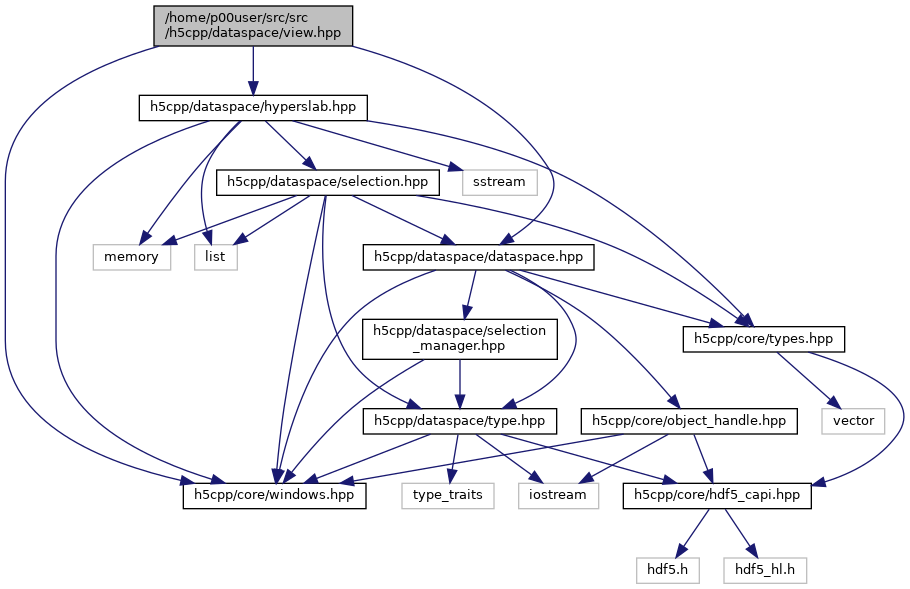 /home/p00user/src/src
/h5cpp/dataspace/view.hpp
h5cpp/dataspace/hyperslab.hpp
h5cpp/dataspace/selection.hpp
sstream
memory
list
h5cpp/dataspace/dataspace.hpp
h5cpp/dataspace/selection
_manager.hpp
h5cpp/core/types.hpp
h5cpp/dataspace/type.hpp
h5cpp/core/object_handle.hpp
vector
h5cpp/core/windows.hpp
type_traits
iostream
h5cpp/core/hdf5_capi.hpp
hdf5.h
hdf5_hl.h